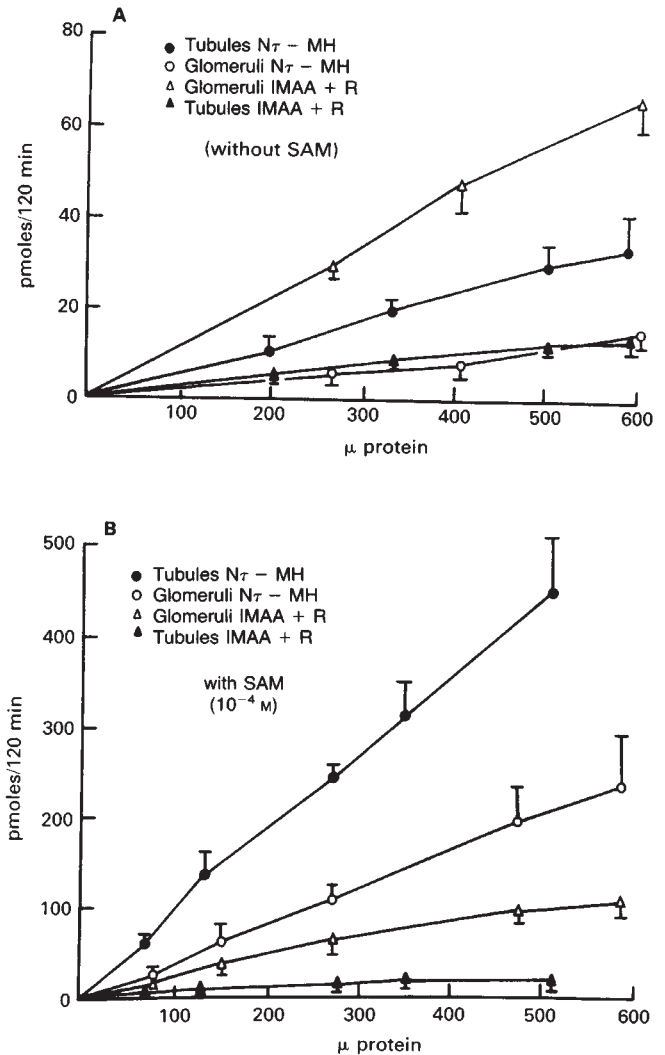 A
80
60
40
20
0
pmoles/120 min
● Tubules Nτ – MH
○ Glomeruli Nτ – MH
△ Glomeruli IMAA + R
▲ Tubules IMAA + R
(without SAM)
100 200 300 400 500 600
μ protein
B
500
400
300
200
100
0
pmoles/120 min
● Tubules Nτ – MH
○ Glomeruli Nτ – MH
△ Glomeruli IMAA + R
▲ Tubules IMAA + R
with SAM
(10⁻⁴ M)
100 200 300 400 500 600
μ protein